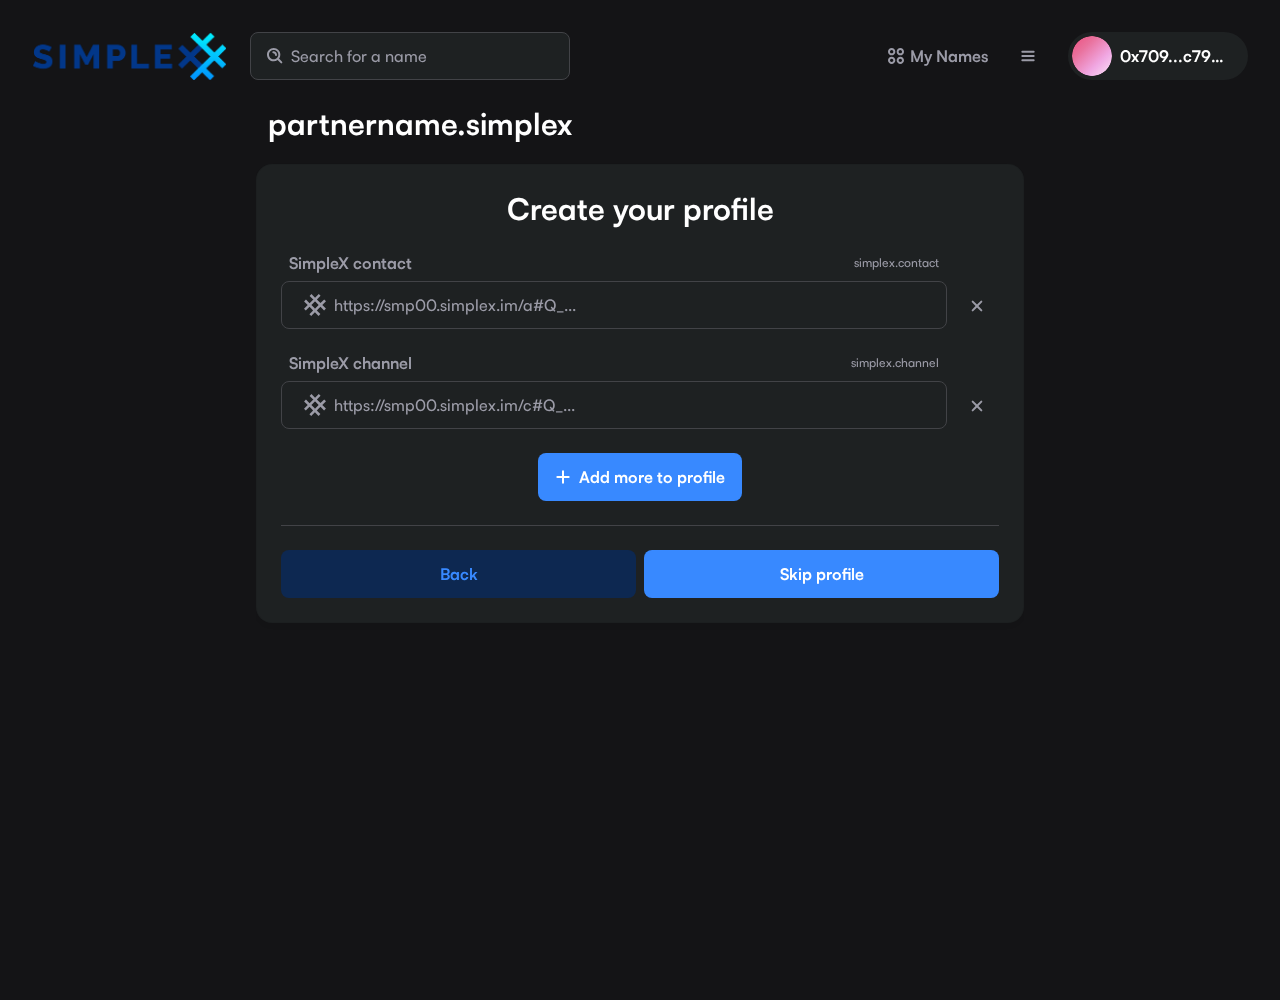 SIMPLEX
Search for a name
My Names
0x709...c79...
partnername.simplex
Create your profile
SimpleX contact
simplex.contact
https://smp00.simplex.im/a#Q_...
SimpleX channel
simplex.channel
https://smp00.simplex.im/c#Q_...
Add more to profile
Back
Skip profile